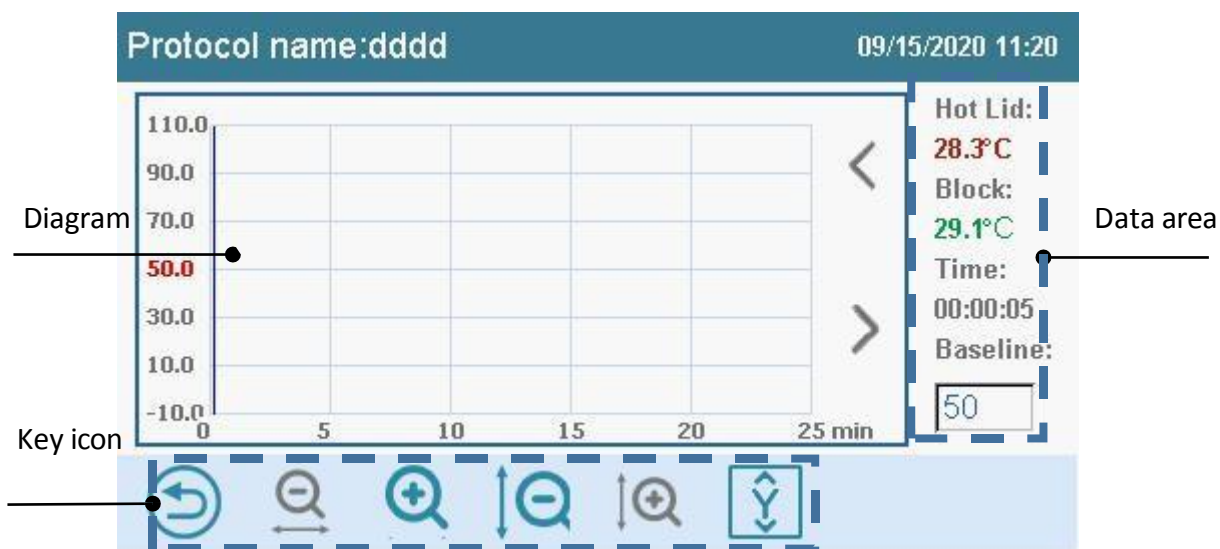 Protocol name:dddd
09/15/2020 11:20
Diagram
110.0
90.0
70.0
50.0
30.0
10.0
-10.0
0 5 10 15 20 25 min
Hot Lid:
28.3°C
Block:
29.1°C
Time:
00:00:05
Baseline:
50
Data area
Key icon
Y